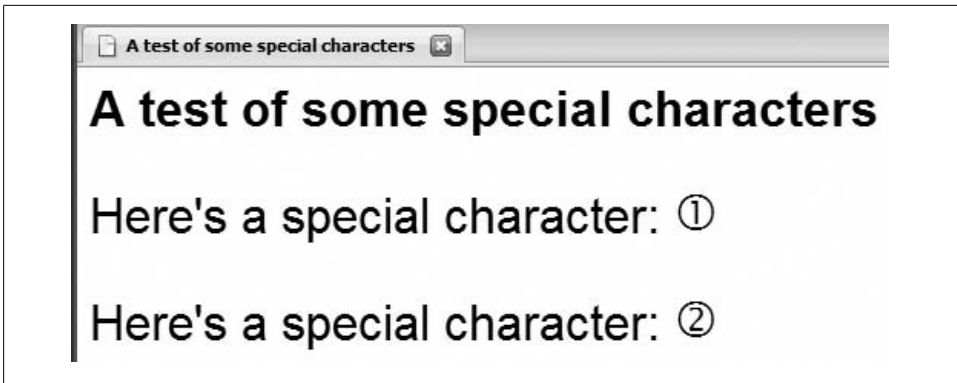 A test of some special characters
A test of some special characters
Here's a special character: ①
Here's a special character: ②